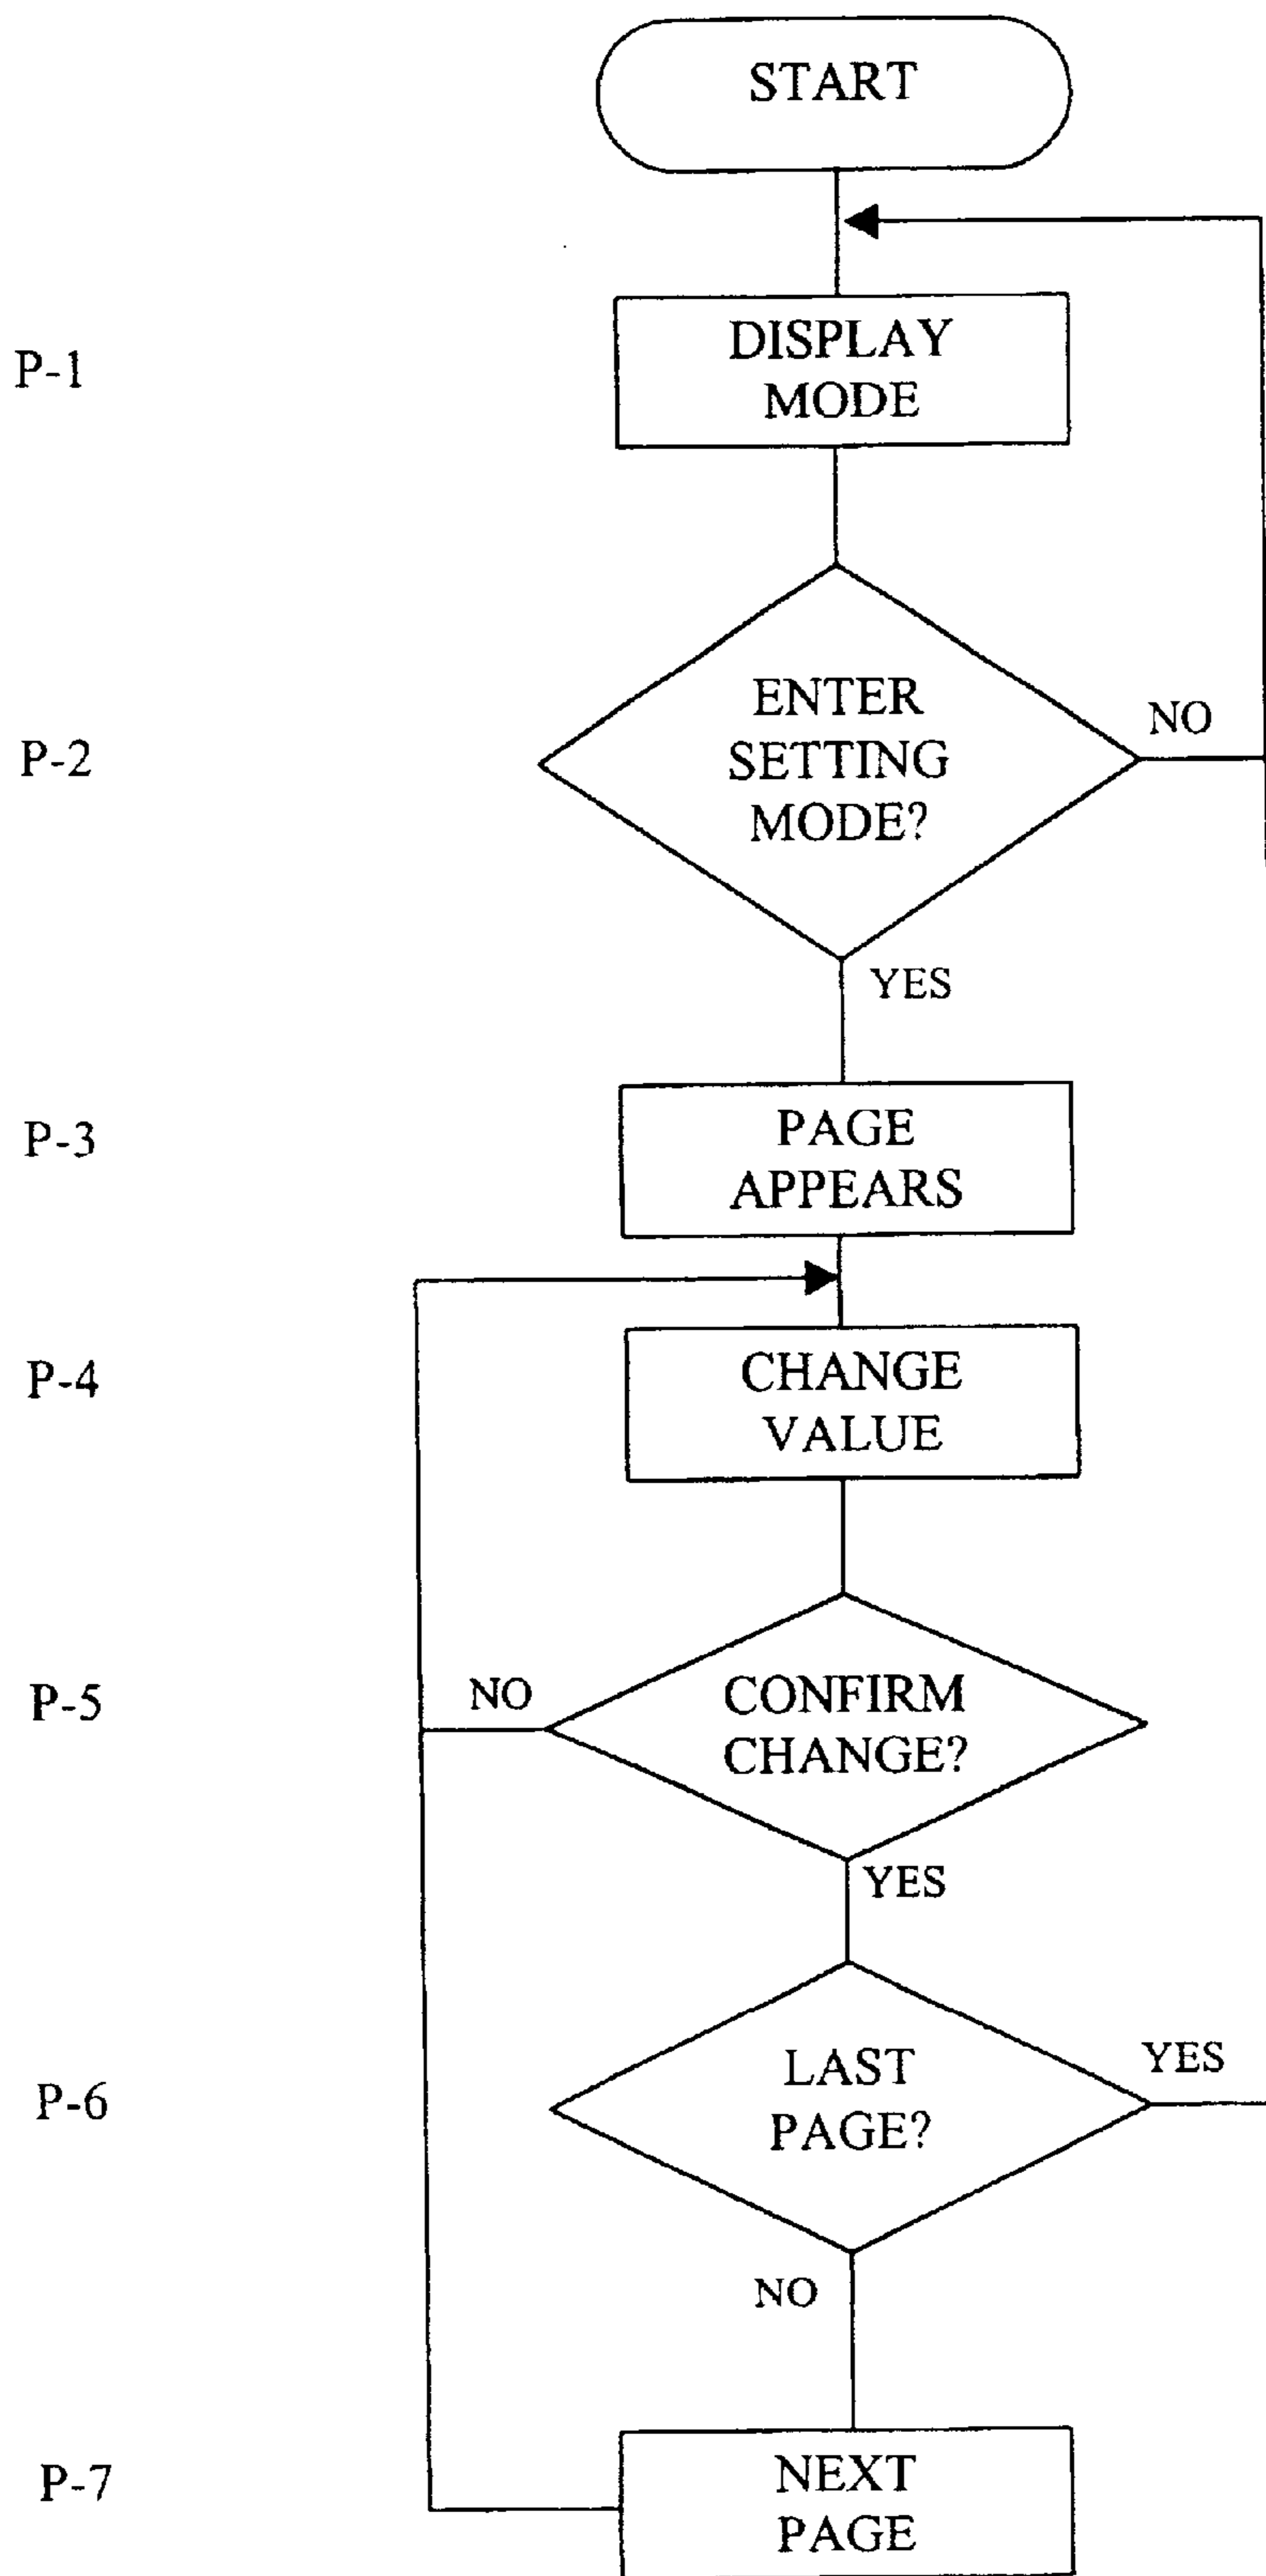 START
P-1
DISPLAY
MODE
P-2
ENTER
SETTING
MODE?
NO
YES
P-3
PAGE
APPEARS
P-4
CHANGE
VALUE
P-5
NO
CONFIRM
CHANGE?
YES
P-6
LAST
PAGE?
YES
NO
P-7
NEXT
PAGE